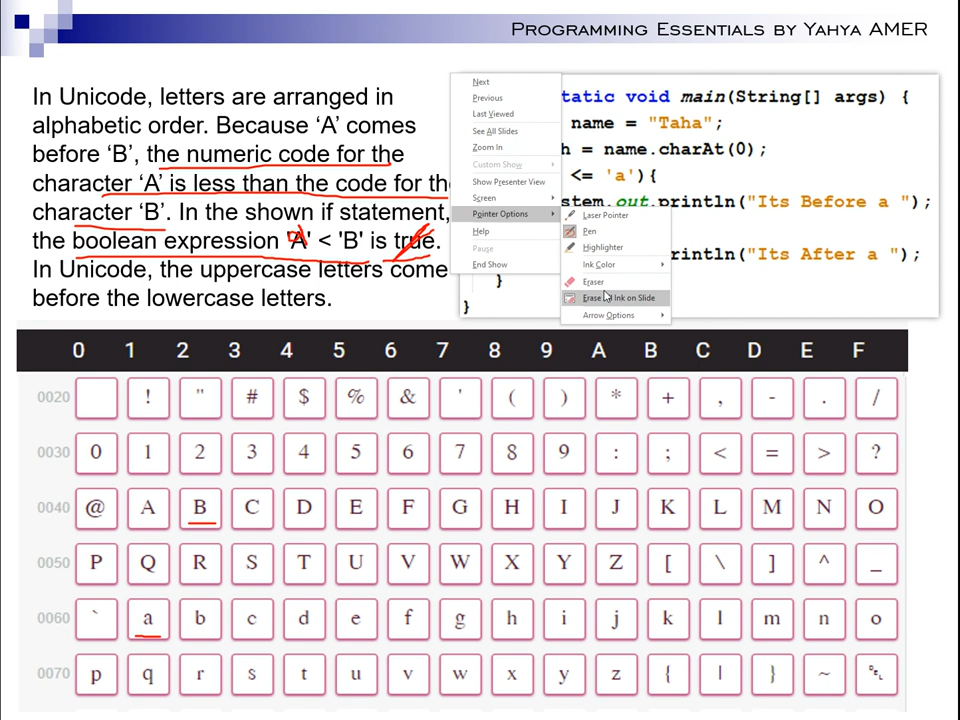 PROGRAMMING ESSENTIALS BY YAHYA AMER
In Unicode, letters are arranged in
alphabetic order. Because ‘A’ comes
before ‘B’, the numeric code for the
character ‘A’ is less than the code for the
character ‘B’. In the shown if statement,
the boolean expression 'A' < 'B' is true.
In Unicode, the uppercase letters come
before the lowercase letters.
tatic void main(String[] args) {
name = "Taha";
h = name.charAt(0);
<= 'a'){
stem.out.println("Its Before a ");
rintln("Its After a ");
}
}
Next
Previous
Last Viewed
See All Slides
Zoom In
Custom Show
Show Presenter View
Screen
Pointer Options
Help
Pause
End Show
Laser Pointer
Pen
Highlighter
Ink Color
Eraser
Erase Ink on Slide
Arrow Options
0 1 2 3 4 5 6 7 8 9 A B C D E F
0020 ! " # $ % & ' ( ) * + , - . /
0030 0 1 2 3 4 5 6 7 8 9 : ; < = > ?
0040 @ A B C D E F G H I J K L M N O
0050 P Q R S T U V W X Y Z [ \ ] ^ _
0060 ` a b c d e f g h i j k l m n o
0070 p q r s t u v w x y z { | } ~ DEL